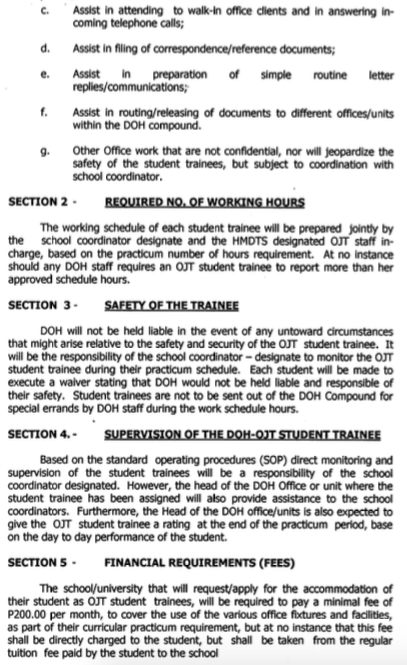 c. Assist in attending to walk-in office clients and in answering in-
coming telephone calls;
d. Assist in filing of correspondence/reference documents;
e. Assist in preparation of simple routine letter
replies/communications;
f. Assist in routing/releasing of documents to different offices/units
within the DOH compound.
g. Other Office work that are not confidential, nor will jeopardize the
safety of the student trainees, but subject to coordination with
school coordinator.
SECTION 2 - REQUIRED NO. OF WORKING HOURS
The working schedule of each student trainee will be prepared jointly by
the school coordinator designate and the HMDTS designated OJT staff in-
charge, based on the practicum number of hours requirement. At no instance
should any DOH staff requires an OJT student trainee to report more than her
approved schedule hours.
SECTION 3 - SAFETY OF THE TRAINEE
DOH will not be held liable in the event of any untoward circumstances
that might arise relative to the safety and security of the OJT student trainee. It
will be the responsibility of the school coordinator – designate to monitor the OJT
student trainee during their practicum schedule. Each student will be made to
execute a waiver stating that DOH would not be held liable and responsible of
their safety. Student trainees are not to be sent out of the DOH Compound for
special errands by DOH staff during the work schedule hours.
SECTION 4. - SUPERVISION OF THE DOH-OJT STUDENT TRAINEE
Based on the standard operating procedures (SOP) direct monitoring and
supervision of the student trainees will be a responsibility of the school
coordinator designated. However, the head of the DOH Office or unit where the
student trainee has been assigned will also provide assistance to the school
coordinators. Furthermore, the Head of the DOH office/units is also expected to
give the OJT student trainee a rating at the end of the practicum period, base
on the day to day performance of the student.
SECTION 5 - FINANCIAL REQUIREMENTS (FEES)
The school/university that will request/apply for the accommodation of
their student as OJT student trainees, will be required to pay a minimal fee of
P200.00 per month, to cover the use of the various office fixtures and facilities,
as part of their curricular practicum requirement, but at no instance that this fee
shall be directly charged to the student, but shall be taken from the regular
tuition fee paid by the student to the school